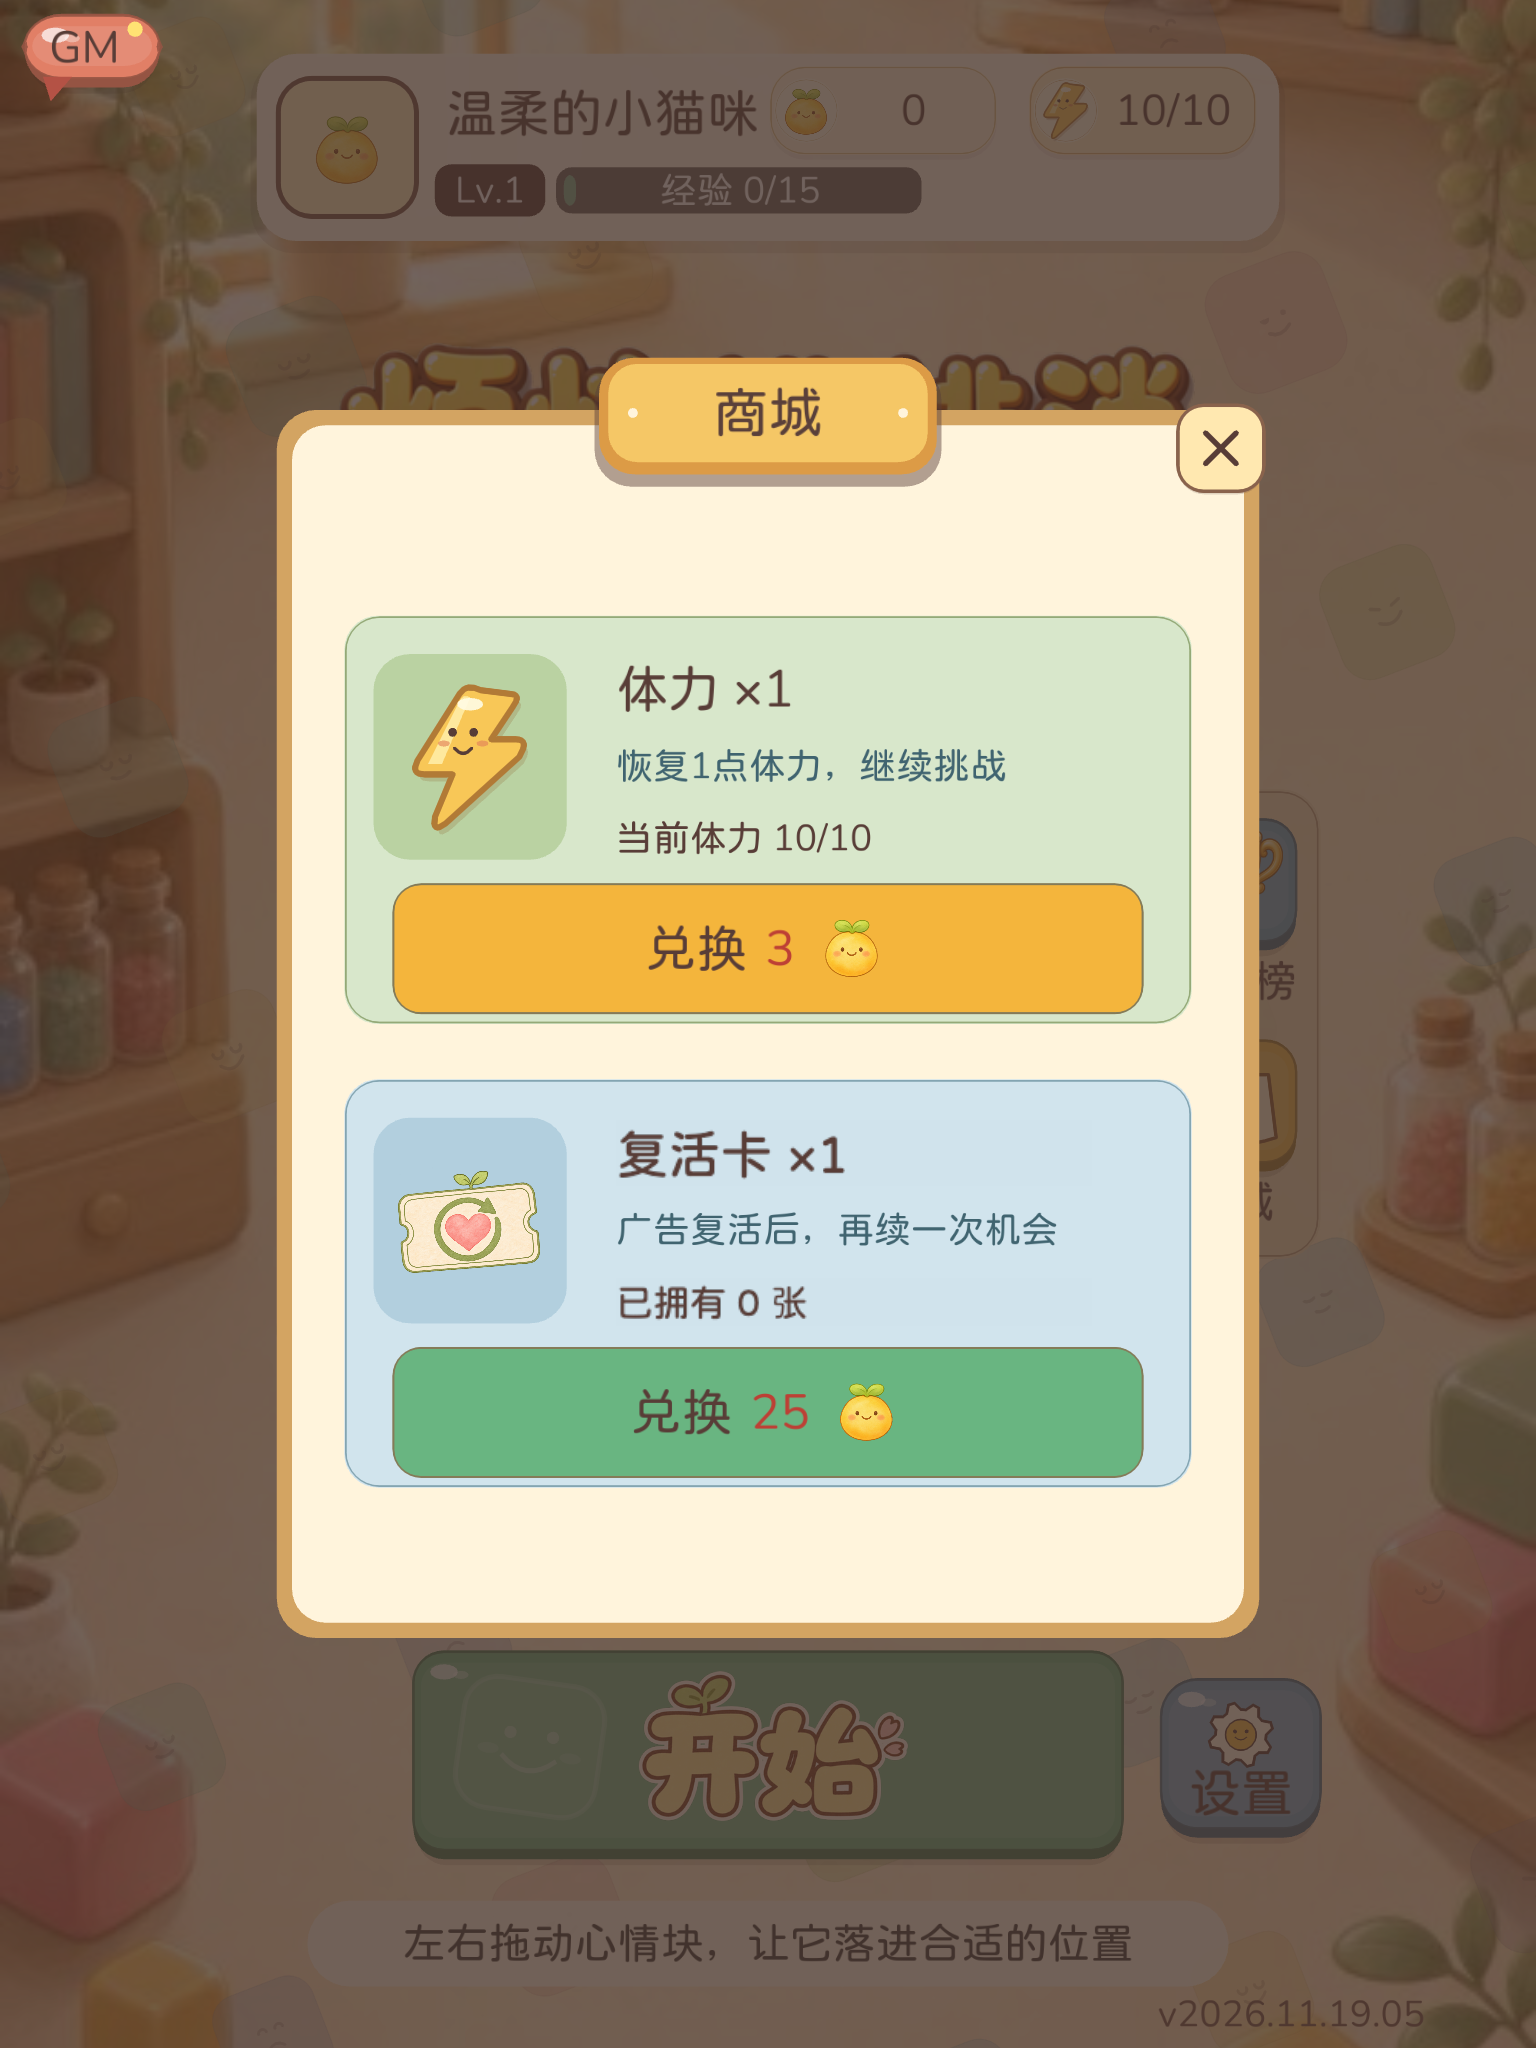 GM
温柔的小猫咪
0
10/10
Lv.1
经验 0/15
商城
体力 ×1
恢复1点体力，继续挑战
当前体力 10/10
兑换 3
榜
复活卡 ×1
广告复活后，再续一次机会
已拥有 0 张
兑换 25
开始
设置
左右拖动心情块，让它落进合适的位置
v2026.11.19.05